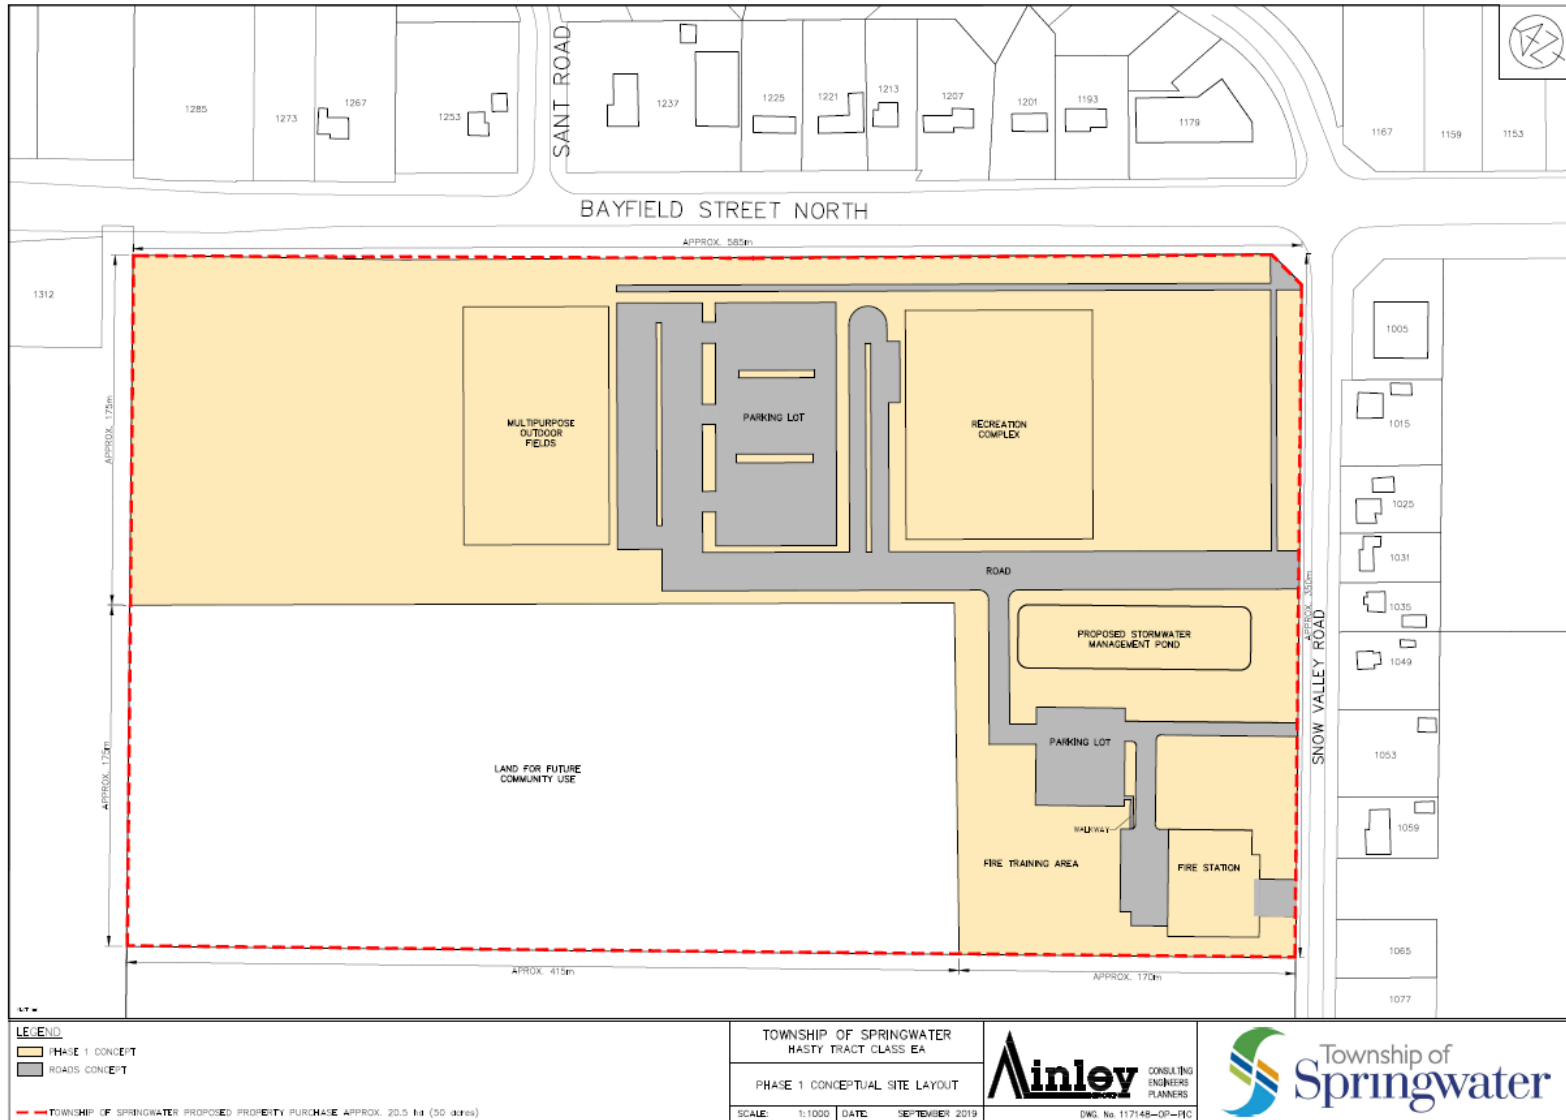 SANT ROAD
1285
1273
1267
1253
1237
1225
1221
1213
1207
1201
1193
1179
1167
1159
1153
BAYFIELD STREET NORTH
APPROX. 585m
1312
APPROX. 175m
MULTIPURPOSE
OUTDOOR
FIELDS
PARKING LOT
RECREATION
COMPLEX
ROAD
APPROX. 350m
SNOW VALLEY ROAD
1005
1015
1025
1031
1035
1049
1053
1059
1065
1077
PROPOSED STORMWATER
MANAGEMENT POND
PARKING LOT
WALKWAY
FIRE TRAINING AREA
FIRE STATION
APPROX. 175m
LAND FOR FUTURE
COMMUNITY USE
APROX. 415m
APPROX. 170m
LEGEND
PHASE 1 CONCEPT
ROADS CONCEPT
TOWNSHIP OF SPRINGWATER PROPOSED PROPERTY PURCHASE APPROX. 20.5 ha (50 acres)
TOWNSHIP OF SPRINGWATER
HASTY TRACT CLASS EA
PHASE 1 CONCEPTUAL SITE LAYOUT
SCALE: 1:1000 DATE: SEPTEMBER 2019
Ainley
GROUP
CONSULTING
ENGINEERS
PLANNERS
DWG. No. 117148-OP-PIC
Township of
Springwater